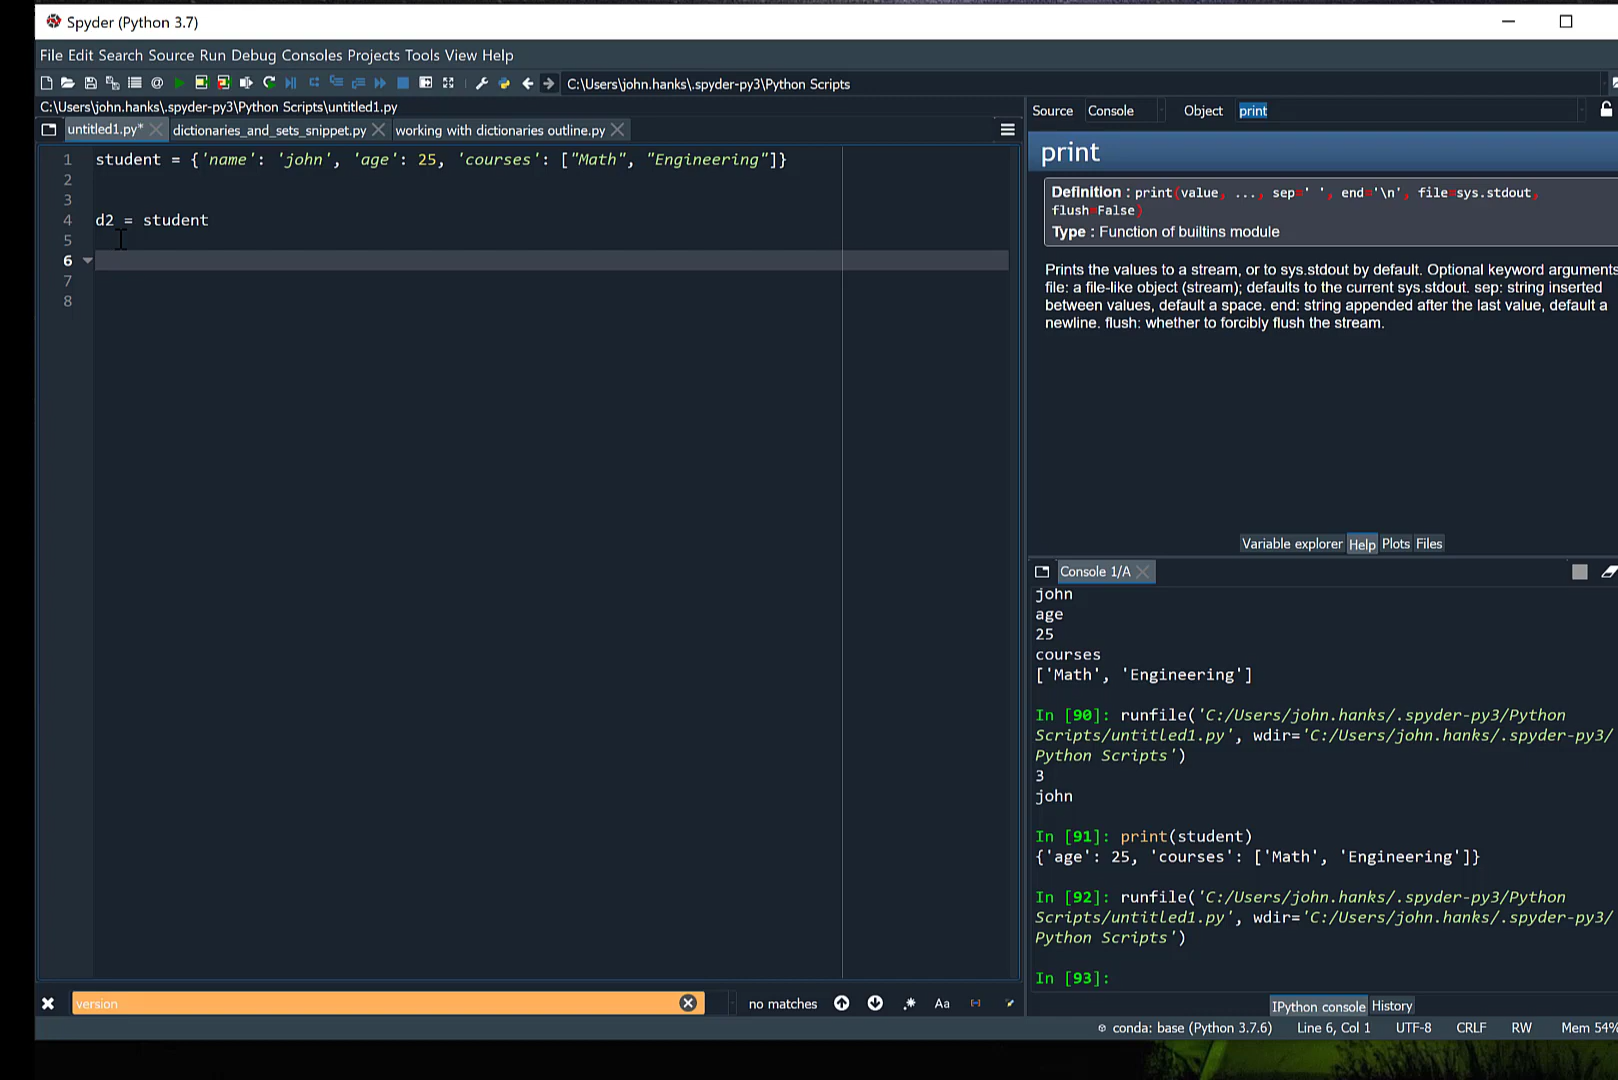 Spyder (Python 3.7)
File Edit Search Source Run Debug Consoles Projects Tools View Help
C:\Users\john.hanks\.spyder-py3\Python Scripts
C:\Users\john.hanks\.spyder-py3\Python Scripts\untitled1.py
untitled1.py*
dictionaries_and_sets_snippet.py
working with dictionaries outline.py
1 student = {'name': 'john', 'age': 25, 'courses': ["Math", "Engineering"]}
2
3
4 d2 = student
5
6
7
8
version
no matches
Aa
Source Console Object print
print
Definition : print(value, ..., sep=' ', end='\n', file=sys.stdout,
flush=False)
Type : Function of builtins module
Prints the values to a stream, or to sys.stdout by default. Optional keyword arguments
file: a file-like object (stream); defaults to the current sys.stdout. sep: string inserted
between values, default a space. end: string appended after the last value, default a
newline. flush: whether to forcibly flush the stream.
Variable explorer Help Plots Files
Console 1/A
john
age
25
courses
['Math', 'Engineering']
In [90]: runfile('C:/Users/john.hanks/.spyder-py3/Python
Scripts/untitled1.py', wdir='C:/Users/john.hanks/.spyder-py3/
Python Scripts')
3
john
In [91]: print(student)
{'age': 25, 'courses': ['Math', 'Engineering']}
In [92]: runfile('C:/Users/john.hanks/.spyder-py3/Python
Scripts/untitled1.py', wdir='C:/Users/john.hanks/.spyder-py3/
Python Scripts')
In [93]:
IPython console History
conda: base (Python 3.7.6) Line 6, Col 1 UTF-8 CRLF RW Mem 54%